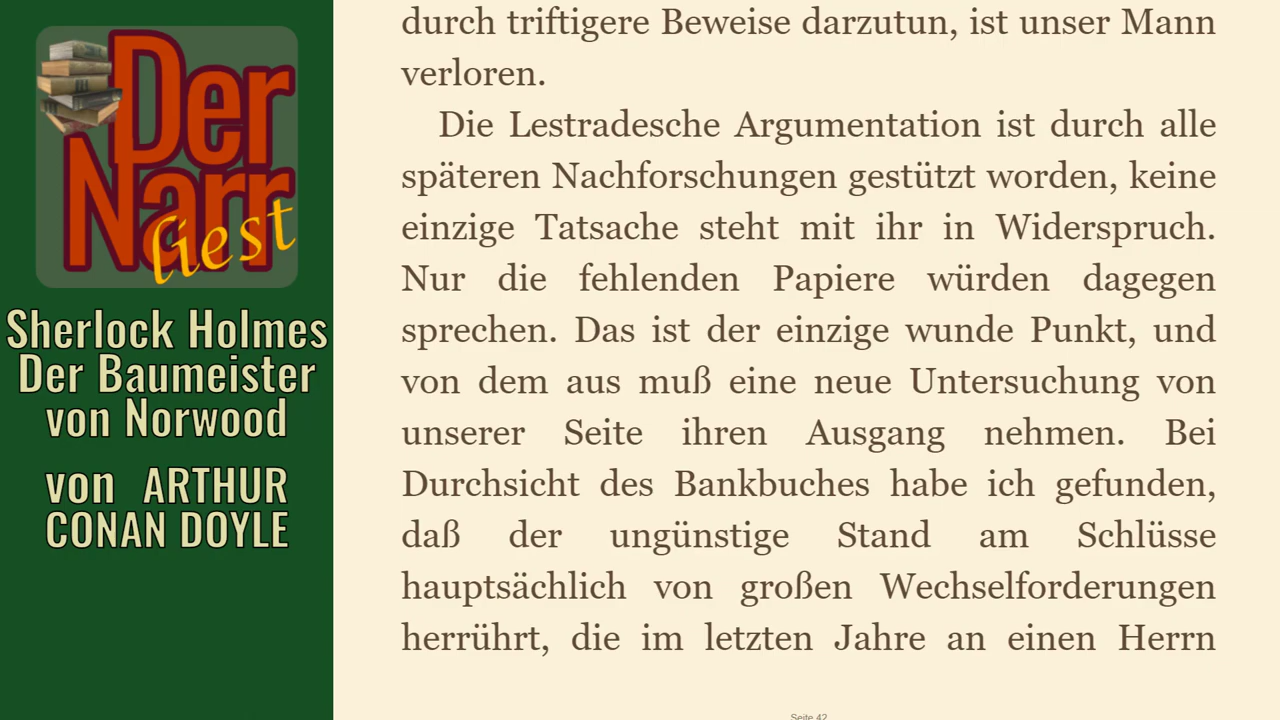 Der
Narr
liest
Sherlock Holmes
Der Baumeister
von Norwood
von ARTHUR
CONAN DOYLE
durch triftigere Beweise darzutun, ist unser Mann
verloren.
Die Lestradesche Argumentation ist durch alle
späteren Nachforschungen gestützt worden, keine
einzige Tatsache steht mit ihr in Widerspruch.
Nur die fehlenden Papiere würden dagegen
sprechen. Das ist der einzige wunde Punkt, und
von dem aus muß eine neue Untersuchung von
unserer Seite ihren Ausgang nehmen. Bei
Durchsicht des Bankbuches habe ich gefunden,
daß der ungünstige Stand am Schlüsse
hauptsächlich von großen Wechselforderungen
herrührt, die im letzten Jahre an einen Herrn
Seite 42